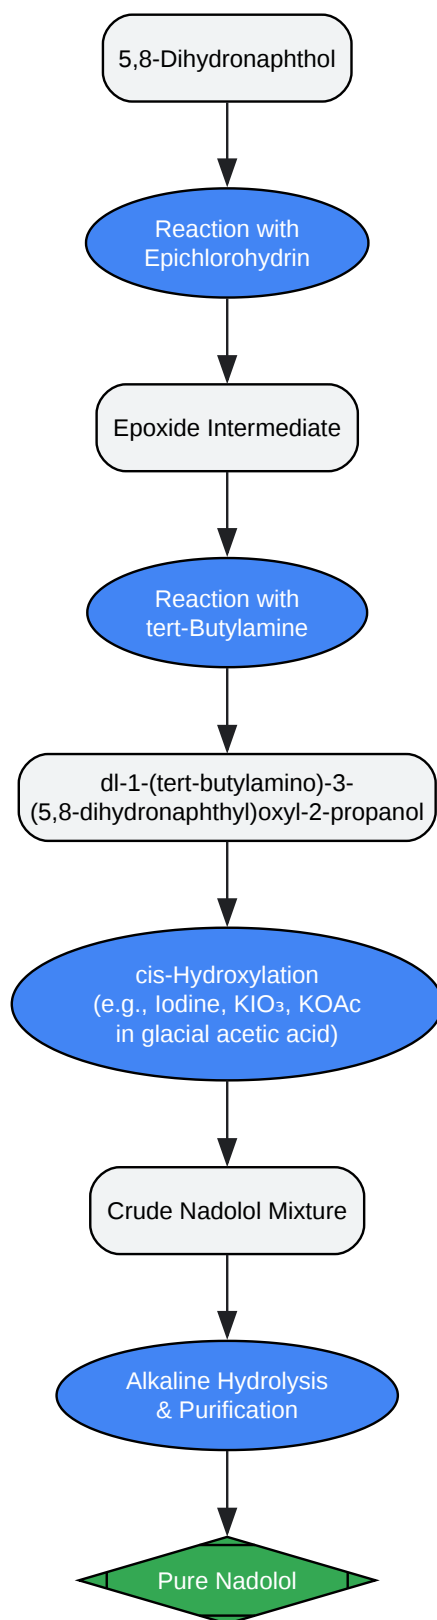 5,8-Dihydronaphthol
Reaction with
Epichlorohydrin
Epoxide Intermediate
Reaction with
tert-Butylamine
dl-1-(tert-butylamino)-3-
(5,8-dihydronaphthyl)oxyl-2-propanol
cis-Hydroxylation
(e.g., Iodine, KIO₃, KOAc
in glacial acetic acid)
Crude Nadolol Mixture
Alkaline Hydrolysis
& Purification
Pure Nadolol